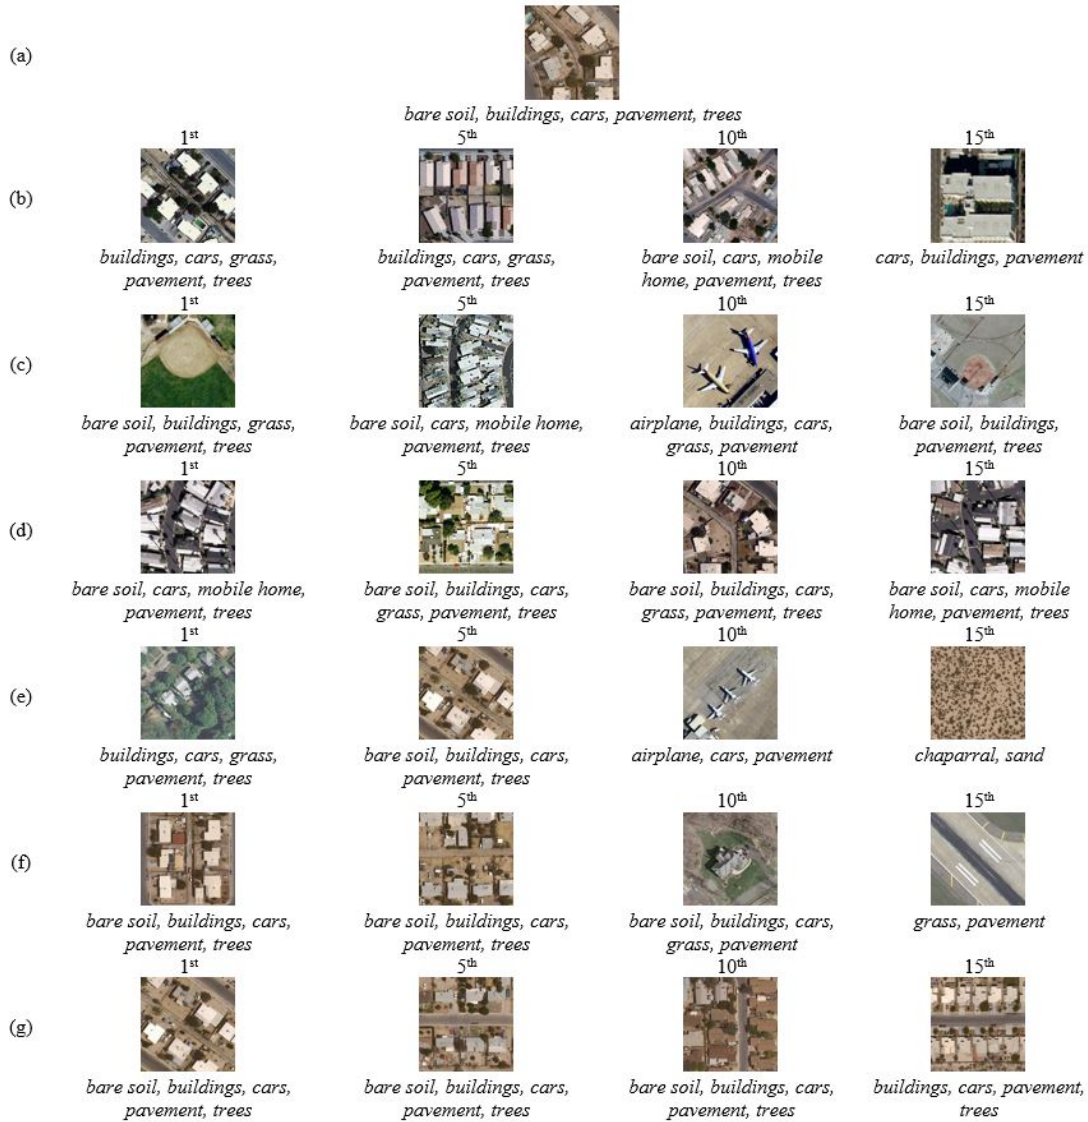 (a)
bare soil, buildings, cars, pavement, trees
1st 5th 10th 15th
(b)
buildings, cars, grass, pavement, trees
buildings, cars, grass, pavement, trees
bare soil, cars, mobile home, pavement, trees
cars, buildings, pavement
1st 5th 10th 15th
(c)
bare soil, buildings, grass, pavement, trees
bare soil, cars, mobile home, pavement, trees
airplane, buildings, cars, grass, pavement
bare soil, buildings, pavement, trees
1st 5th 10th 15th
(d)
bare soil, cars, mobile home, pavement, trees
bare soil, buildings, cars, grass, pavement, trees
bare soil, buildings, cars, grass, pavement, trees
bare soil, cars, mobile home, pavement, trees
1st 5th 10th 15th
(e)
buildings, cars, grass, pavement, trees
bare soil, buildings, cars, pavement, trees
airplane, cars, pavement
chaparral, sand
1st 5th 10th 15th
(f)
bare soil, buildings, cars, pavement, trees
bare soil, buildings, cars, pavement, trees
bare soil, buildings, cars, grass, pavement
grass, pavement
1st 5th 10th 15th
(g)
bare soil, buildings, cars, pavement, trees
bare soil, buildings, cars, pavement, trees
bare soil, buildings, cars, pavement, trees
buildings, cars, pavement, trees